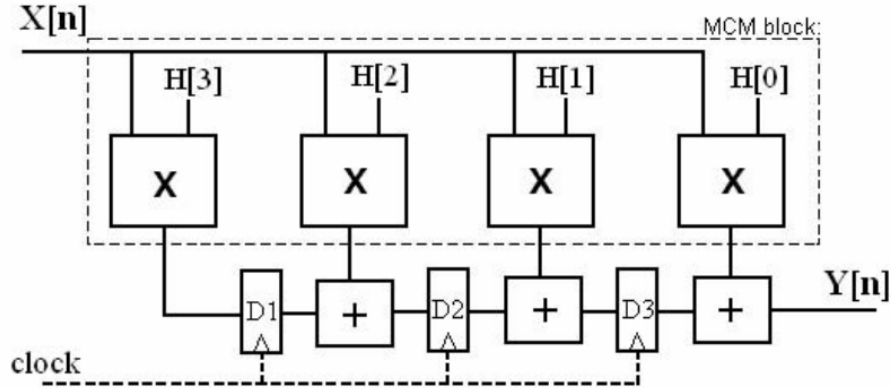 X[n]
MCM block:
H[3] H[2] H[1] H[0]
X X X X
D1 + D2 + D3 + Y[n]
clock